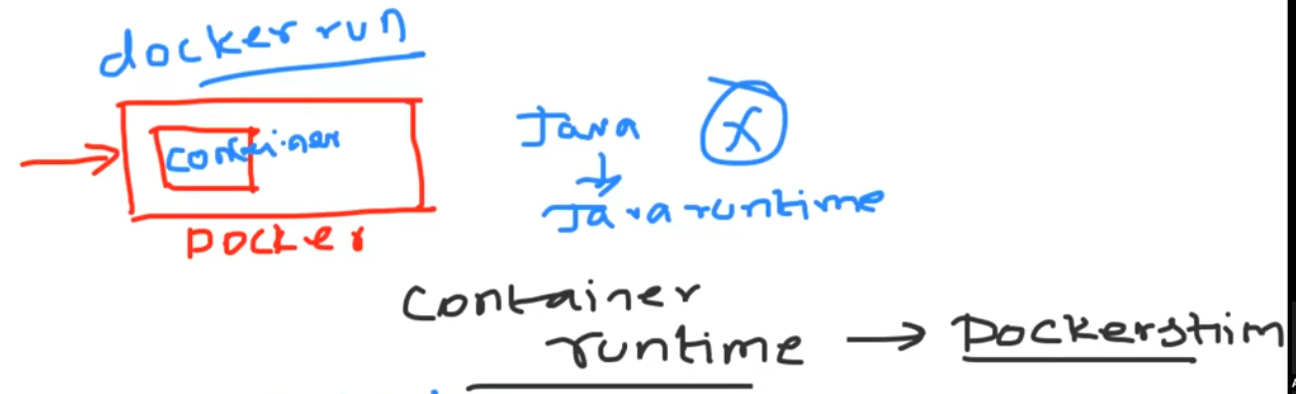 docker run
container
Java
X
Java runtime
DOCKER
Container
runtime → Dockershim